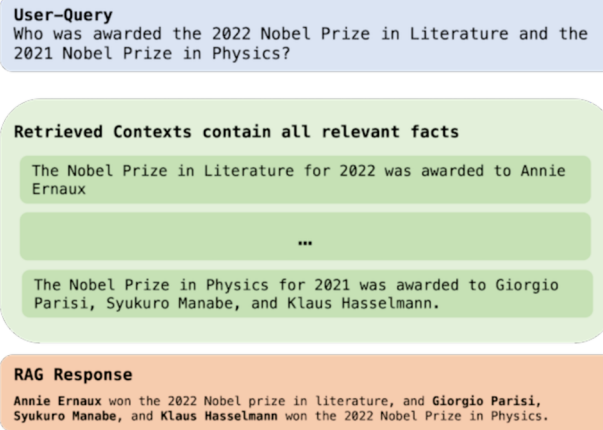 User-Query
Who was awarded the 2022 Nobel Prize in Literature and the
2021 Nobel Prize in Physics?
Retrieved Contexts contain all relevant facts
The Nobel Prize in Literature for 2022 was awarded to Annie
Ernaux
…
The Nobel Prize in Physics for 2021 was awarded to Giorgio
Parisi, Syukuro Manabe, and Klaus Hasselmann.
RAG Response
Annie Ernaux won the 2022 Nobel prize in literature, and Giorgio Parisi,
Syukuro Manabe, and Klaus Hasselmann won the 2022 Nobel Prize in Physics.